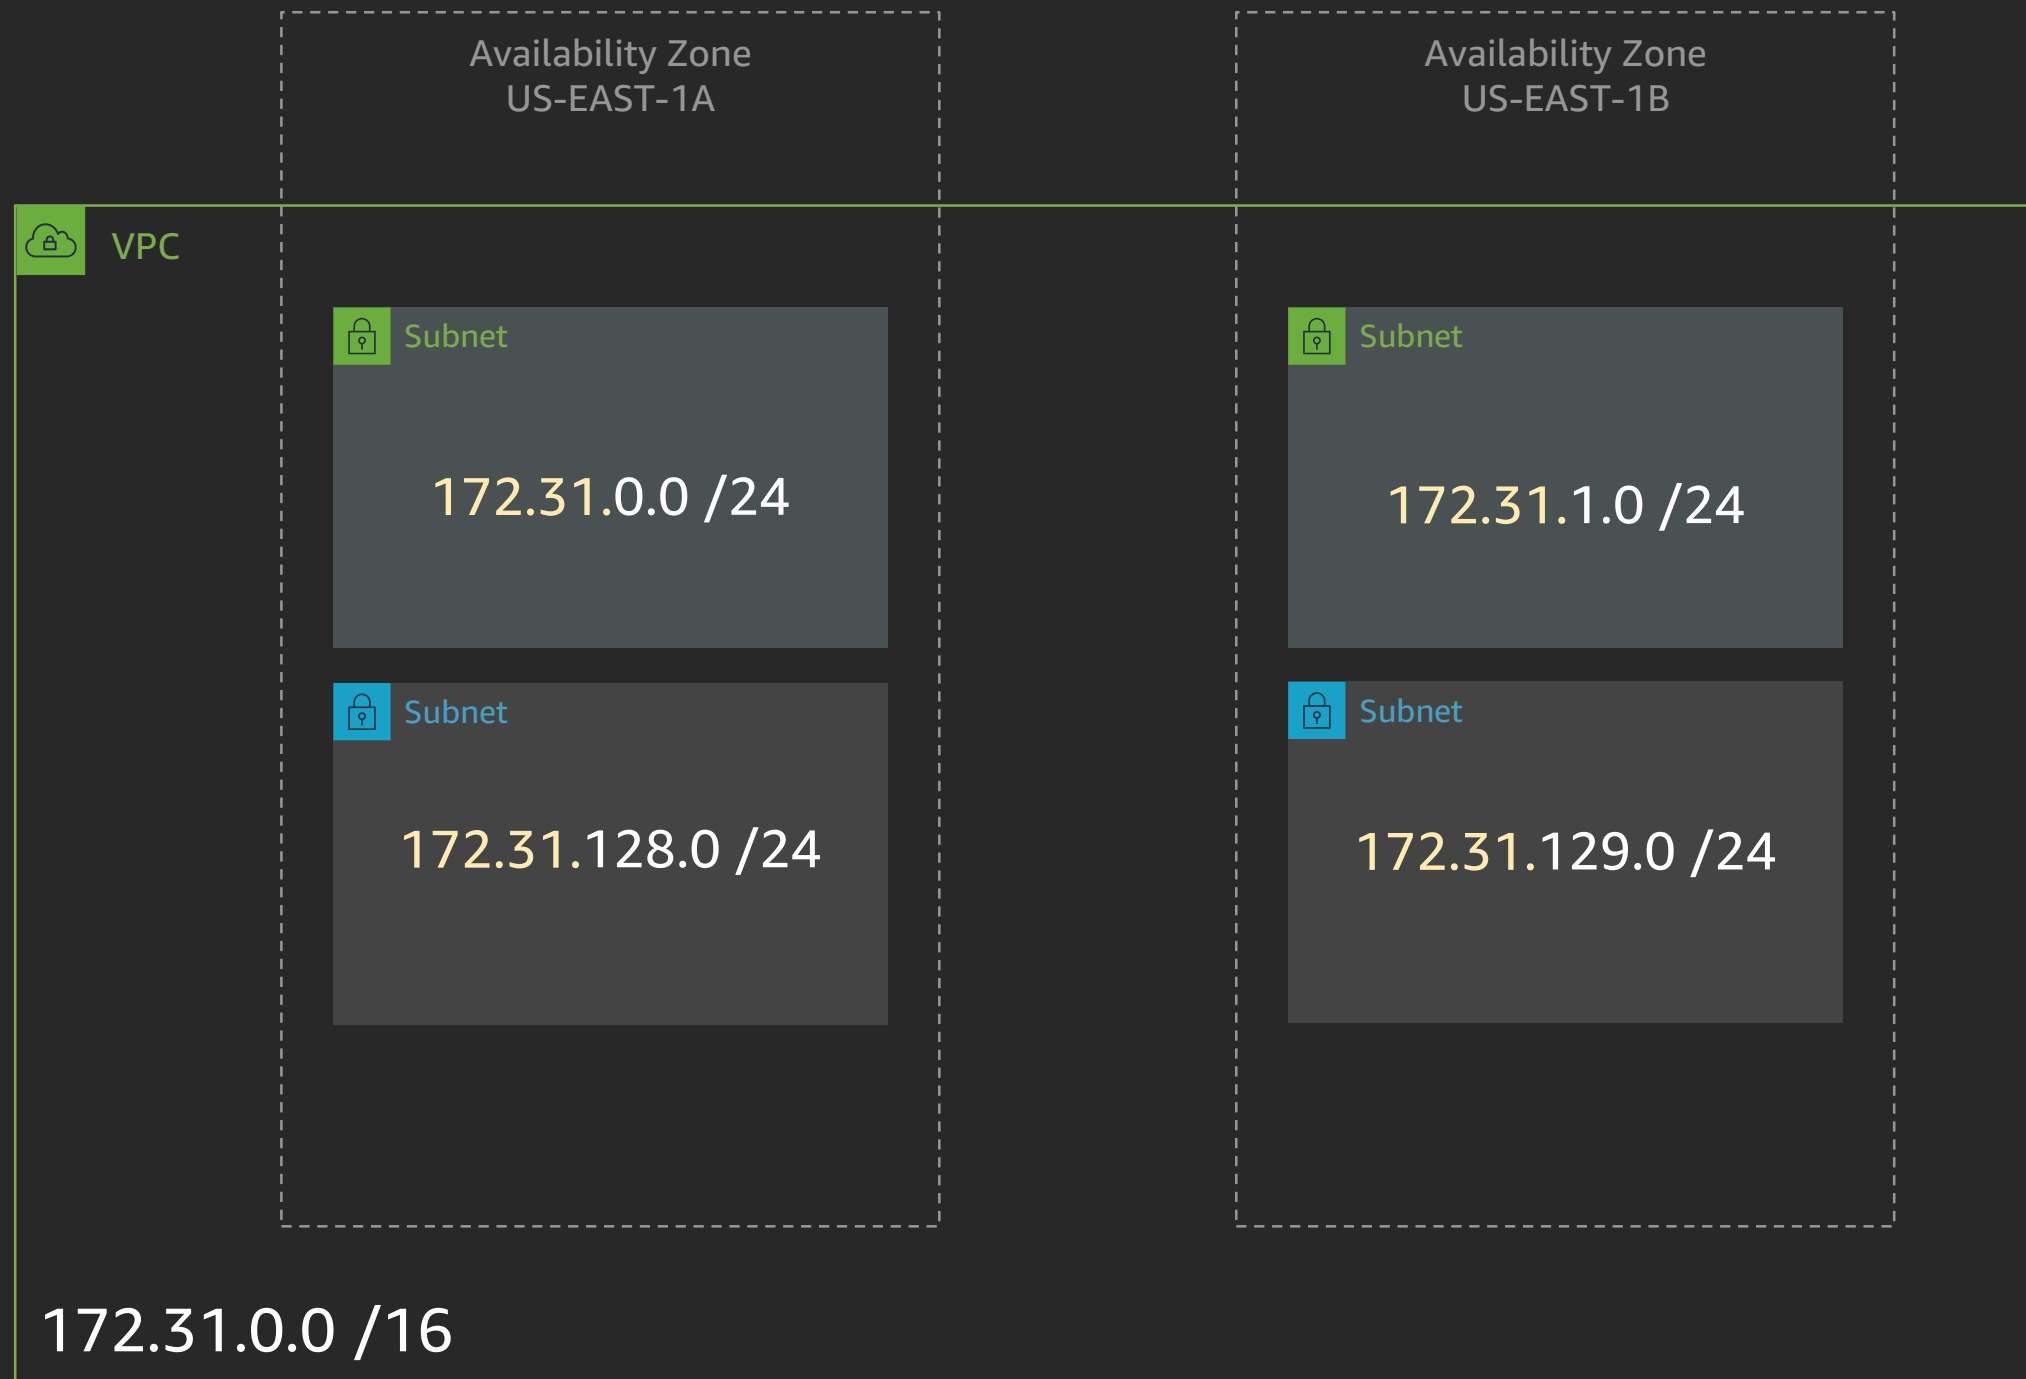 Availability Zone
US-EAST-1A
Availability Zone
US-EAST-1B
VPC
Subnet
172.31.0.0 /24
Subnet
172.31.1.0 /24
Subnet
172.31.128.0 /24
Subnet
172.31.129.0 /24
172.31.0.0 /16